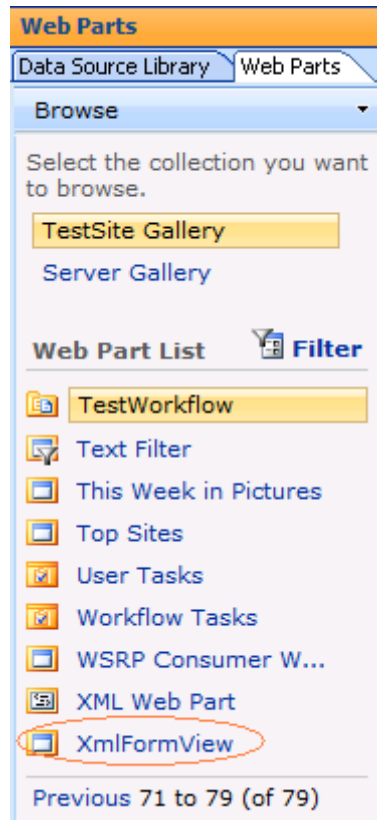 Web Parts
Data Source Library Web Parts
Browse
Select the collection you want
to browse.
TestSite Gallery
Server Gallery
Web Part List Filter
TestWorkflow
Text Filter
This Week in Pictures
Top Sites
User Tasks
Workflow Tasks
WSRP Consumer W...
XML Web Part
XmlFormView
Previous 71 to 79 (of 79)